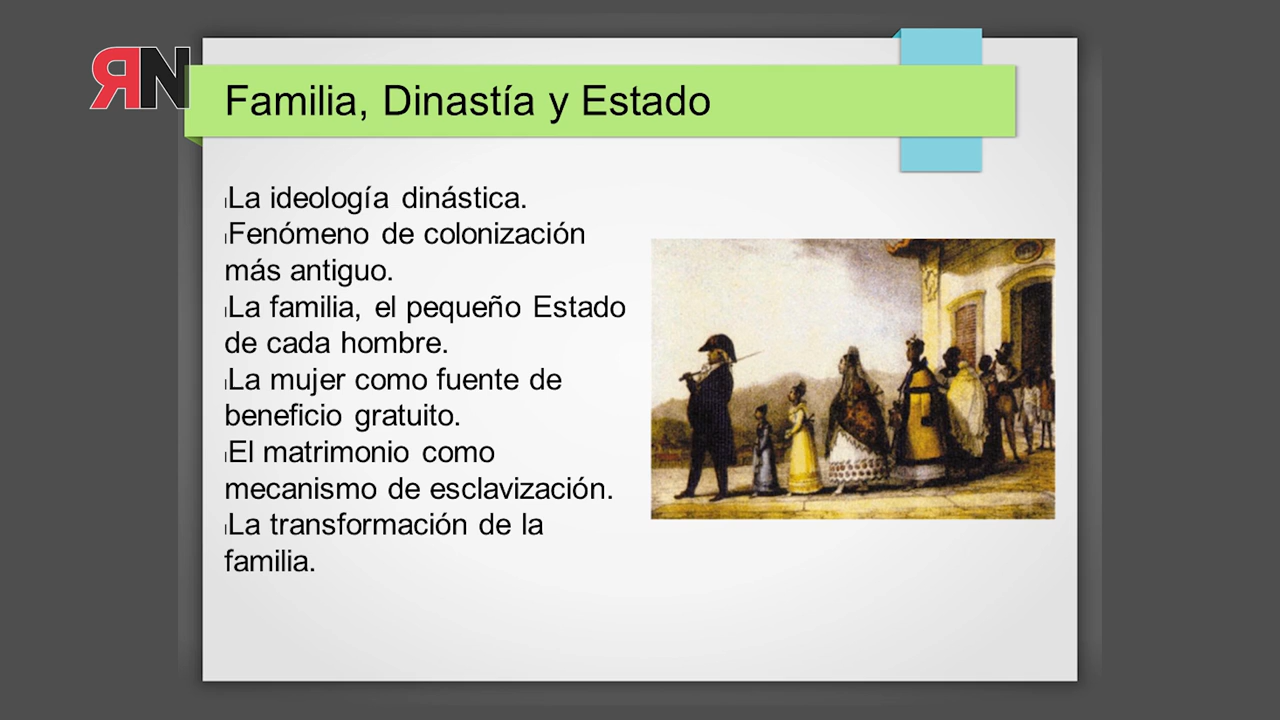 RN
Familia, Dinastía y Estado
La ideología dinástica.
Fenómeno de colonización
más antiguo.
La familia, el pequeño Estado
de cada hombre.
La mujer como fuente de
beneficio gratuito.
El matrimonio como
mecanismo de esclavización.
La transformación de la
familia.